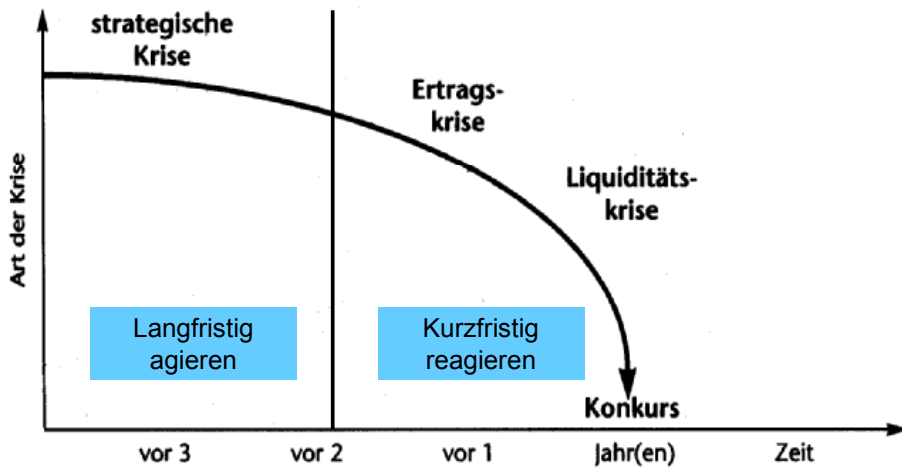 strategische
Krise
Ertrags-
krise
Liquiditäts-
krise
Art der Krise
Langfristig
agieren
Kurzfristig
reagieren
Konkurs
vor 3 vor 2 vor 1 Jahr(en) Zeit